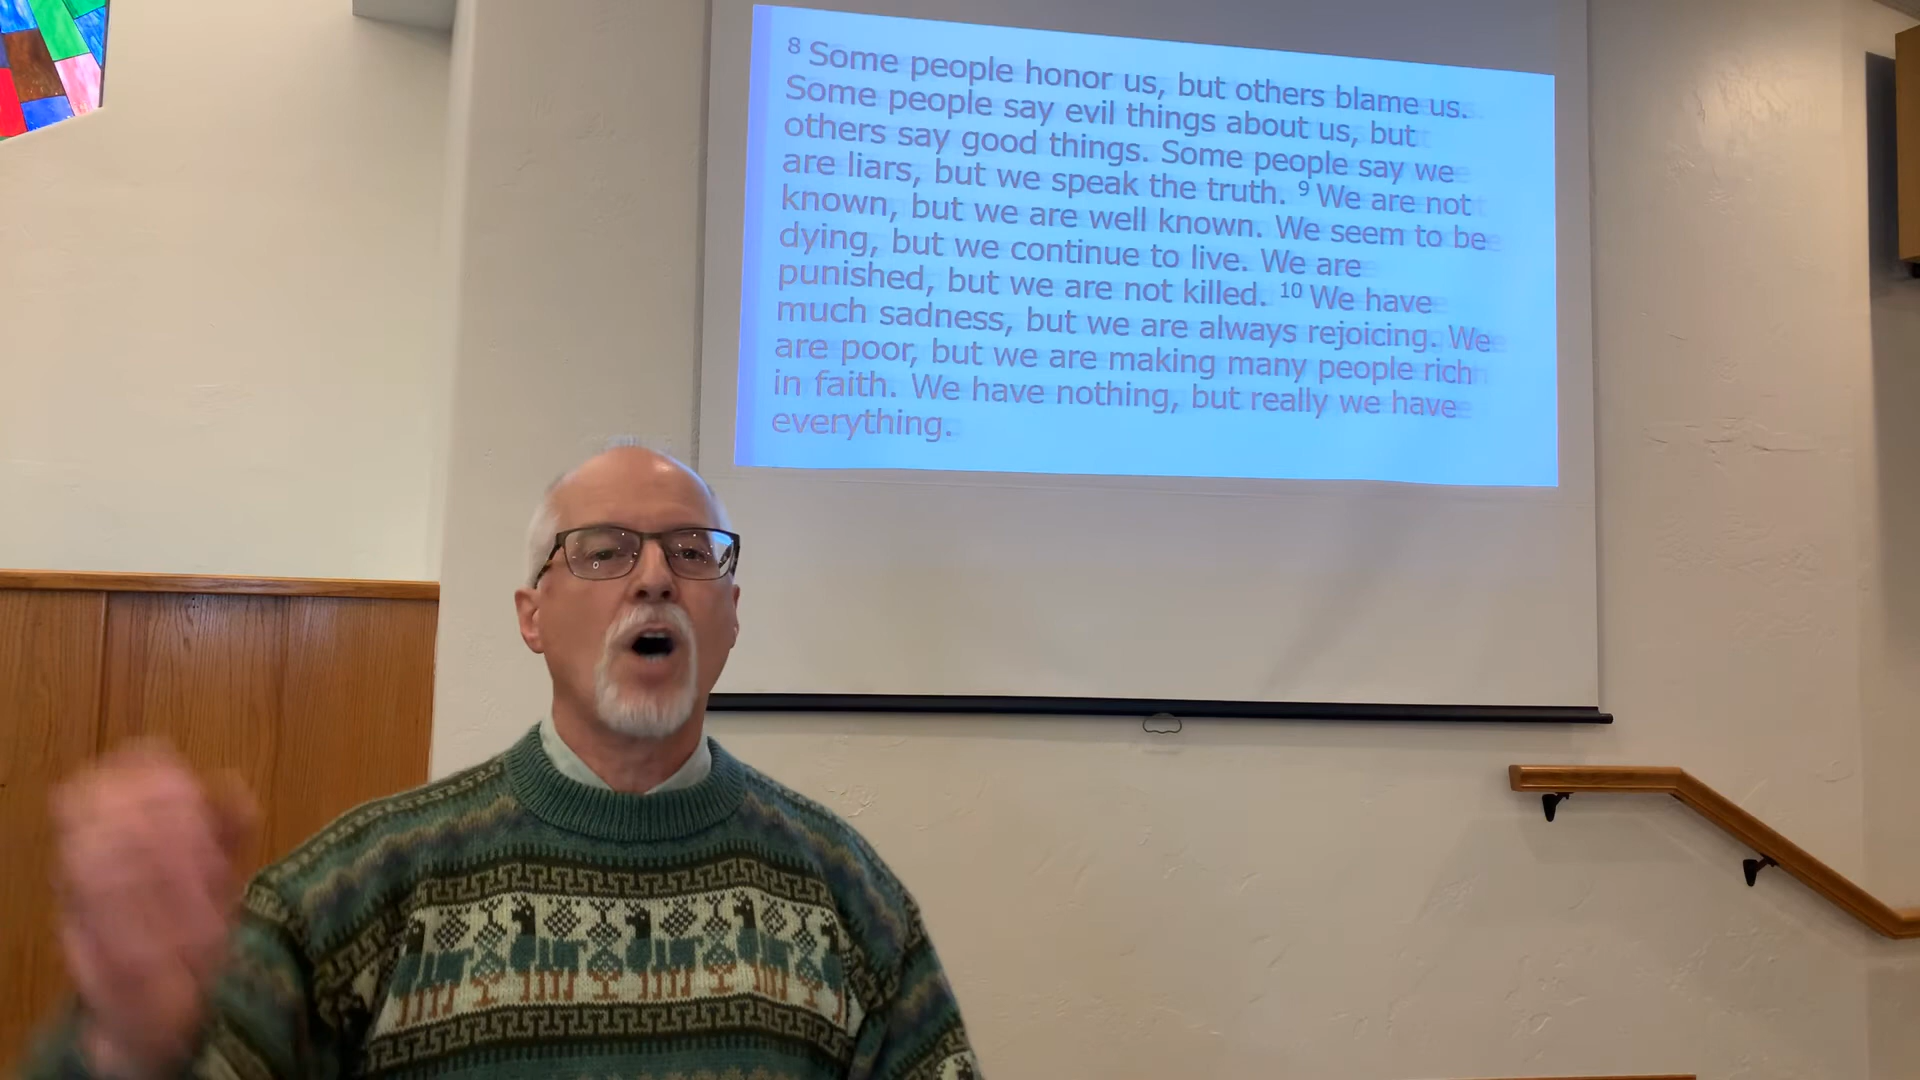 8 Some people honor us, but others blame us.
Some people say evil things about us, but
others say good things. Some people say we
are liars, but we speak the truth. 9 We are not
known, but we are well known. We seem to be
dying, but we continue to live. We are
punished, but we are not killed. 10 We have
much sadness, but we are always rejoicing. We
are poor, but we are making many people rich
in faith. We have nothing, but really we have
everything.